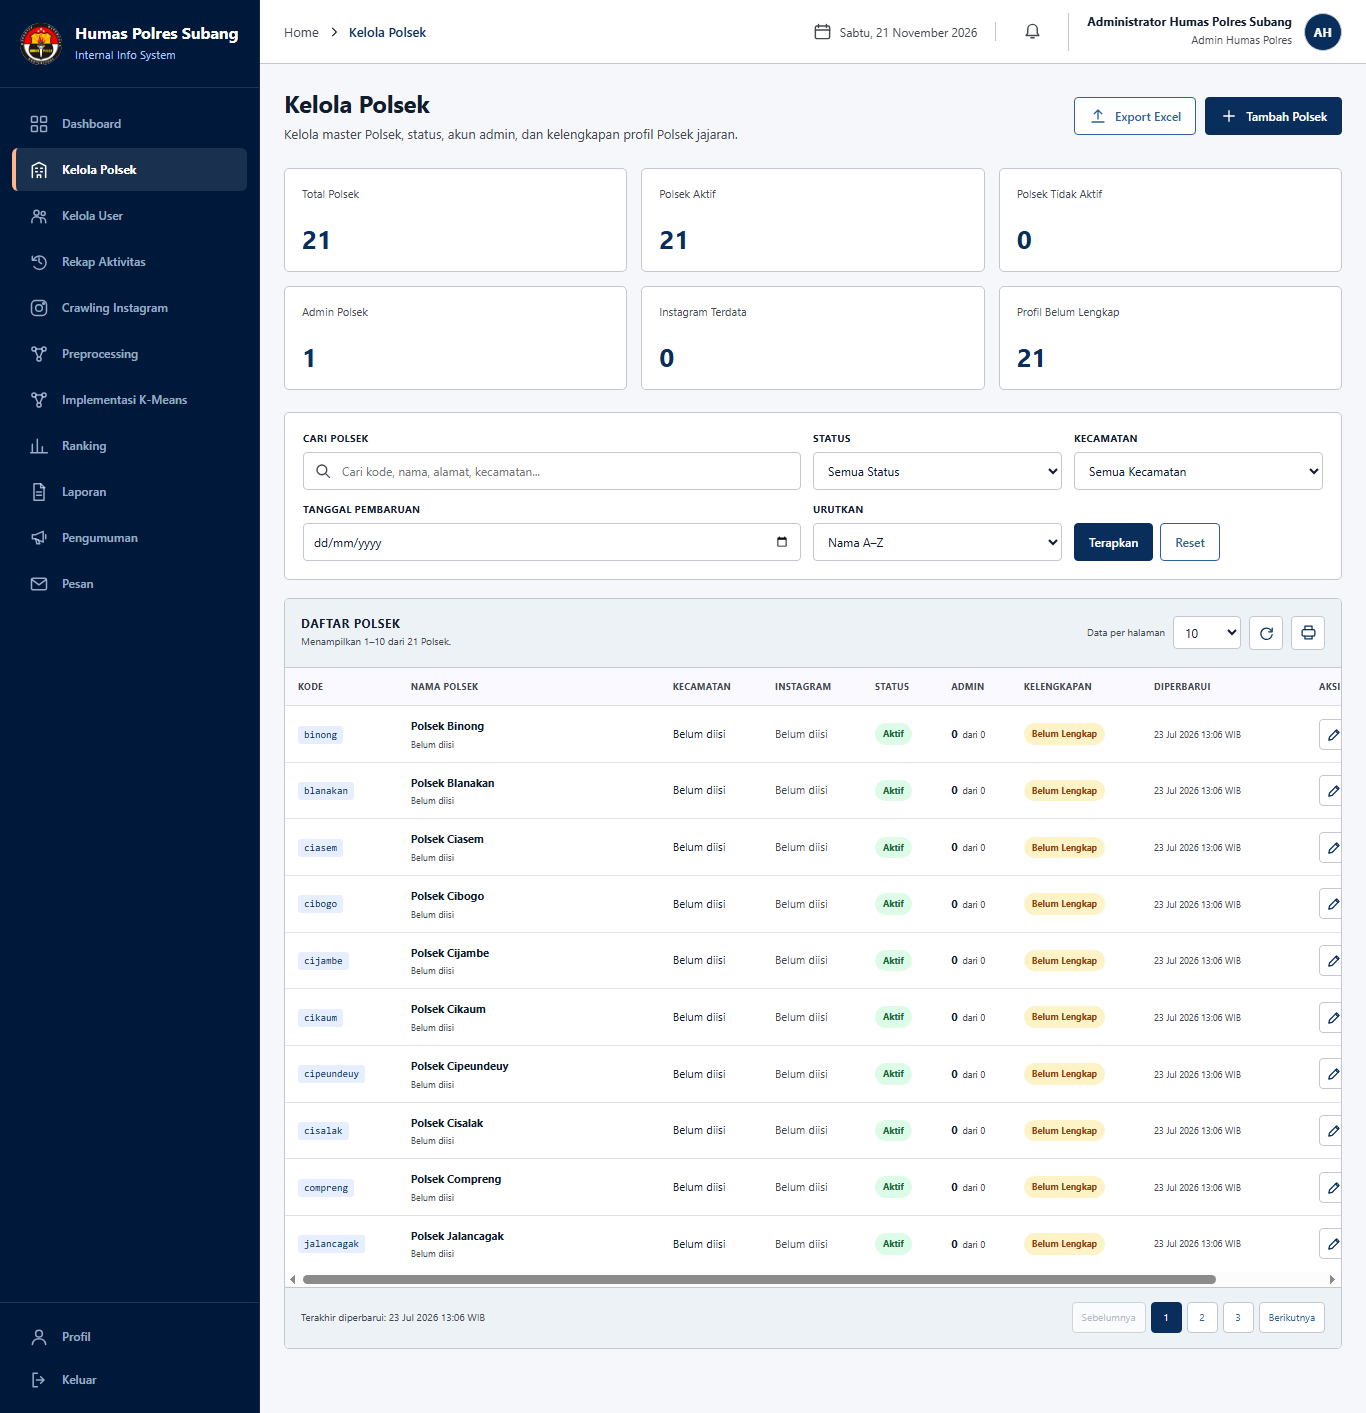 Humas Polres Subang
Internal Info System
Dashboard
Kelola Polsek
Kelola User
Rekap Aktivitas
Crawling Instagram
Preprocessing
Implementasi K-Means
Ranking
Laporan
Pengumuman
Pesan
Profil
Keluar
Home > Kelola Polsek
Sabtu, 21 November 2026
Administrator Humas Polres Subang
Admin Humas Polres
AH
Kelola Polsek
Kelola master Polsek, status, akun admin, dan kelengkapan profil Polsek jajaran.
Export Excel
Tambah Polsek
Total Polsek
21
Polsek Aktif
21
Polsek Tidak Aktif
0
Admin Polsek
1
Instagram Terdata
0
Profil Belum Lengkap
21
CARI POLSEK
Cari kode, nama, alamat, kecamatan...
STATUS
Semua Status
KECAMATAN
Semua Kecamatan
TANGGAL PEMBARUAN
dd/mm/yyyy
URUTKAN
Nama A–Z
Terapkan
Reset
DAFTAR POLSEK
Menampilkan 1–10 dari 21 Polsek.
Data per halaman
10
KODE NAMA POLSEK KECAMATAN INSTAGRAM STATUS ADMIN KELENGKAPAN DIPERBARUI AKSI
binong Polsek Binong Belum diisi Belum diisi Aktif 0 dari 0 Belum Lengkap 23 Jul 2026 13:06 WIB
Belum diisi
blanakan Polsek Blanakan Belum diisi Belum diisi Aktif 0 dari 0 Belum Lengkap 23 Jul 2026 13:06 WIB
Belum diisi
ciasem Polsek Ciasem Belum diisi Belum diisi Aktif 0 dari 0 Belum Lengkap 23 Jul 2026 13:06 WIB
Belum diisi
cibogo Polsek Cibogo Belum diisi Belum diisi Aktif 0 dari 0 Belum Lengkap 23 Jul 2026 13:06 WIB
Belum diisi
cijambe Polsek Cijambe Belum diisi Belum diisi Aktif 0 dari 0 Belum Lengkap 23 Jul 2026 13:06 WIB
Belum diisi
cikaum Polsek Cikaum Belum diisi Belum diisi Aktif 0 dari 0 Belum Lengkap 23 Jul 2026 13:06 WIB
Belum diisi
cipeundeuy Polsek Cipeundeuy Belum diisi Belum diisi Aktif 0 dari 0 Belum Lengkap 23 Jul 2026 13:06 WIB
Belum diisi
cisalak Polsek Cisalak Belum diisi Belum diisi Aktif 0 dari 0 Belum Lengkap 23 Jul 2026 13:06 WIB
Belum diisi
compreng Polsek Compreng Belum diisi Belum diisi Aktif 0 dari 0 Belum Lengkap 23 Jul 2026 13:06 WIB
Belum diisi
jalancagak Polsek Jalancagak Belum diisi Belum diisi Aktif 0 dari 0 Belum Lengkap 23 Jul 2026 13:06 WIB
Belum diisi
Terakhir diperbarui: 23 Jul 2026 13:06 WIB
Sebelumnya 1 2 3 Berikutnya